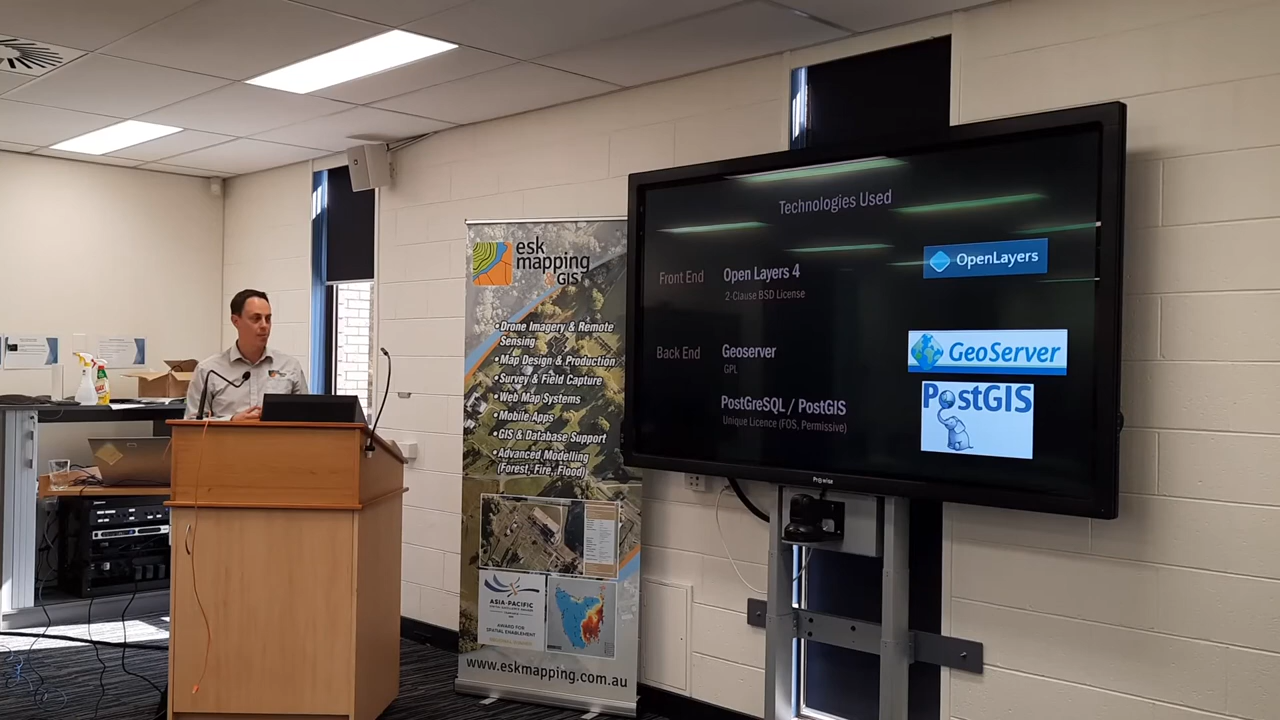 esk
mapping
& GIS
• Drone Imagery & Remote
Sensing
• Map Design & Production
• Survey & Field Capture
• Web Map Systems
• Mobile Apps
• GIS & Database Support
• Advanced Modelling
(Forest, Fire, Flood)
ASIA-PACIFIC
AWARD FOR
SPATIAL ENABLEMENT
www.eskmapping.com.au
Technologies Used
Front End
Open Layers 4
2-Clause BSD License
OpenLayers
Back End
Geoserver
GPL
GeoServer
PostGreSQL / PostGIS
Unique Licence (FOS, Permissive)
PostGIS
Prowise